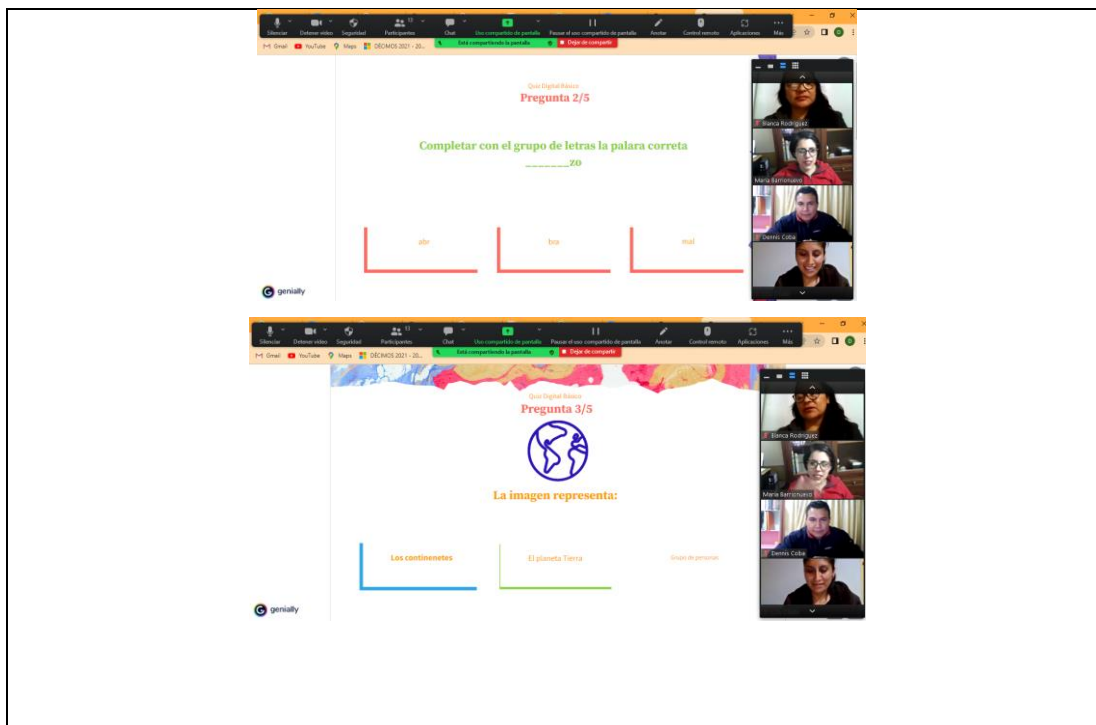 Silenciar Detener video Seguridad Participantes 11 Chat Uso compartido de pantalla Pausar el uso compartido de pantalla Anotar Control remoto Aplicaciones Más
Gmail YouTube Maps DÉCIMOS 2021 - 20... Está compartiendo la pantalla Dejar de compartir
Quiz Digital Básico
Pregunta 2/5
Completar con el grupo de letras la palara correta
_______zo
abr bra mal
genially
Blanca Rodriguez
Maria Barrionuevo
Dennis Coba
Silenciar Detener video Seguridad Participantes 11 Chat Uso compartido de pantalla Pausar el uso compartido de pantalla Anotar Control remoto Aplicaciones Más
Gmail YouTube Maps DÉCIMOS 2021 - 20... Está compartiendo la pantalla Dejar de compartir
Quiz Digital Básico
Pregunta 3/5
La imagen representa:
Los continenetes El planeta Tierra Grupo de personas
genially
Blanca Rodriguez
Maria Barrionuevo
Dennis Coba